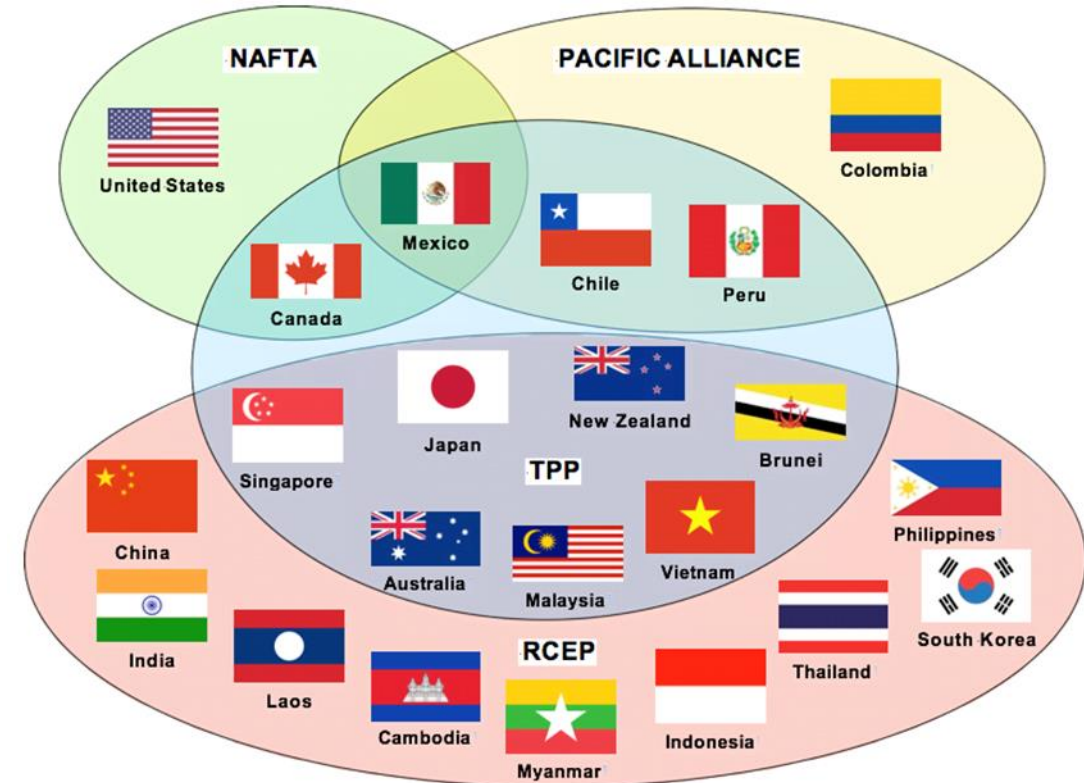 NAFTA
PACIFIC ALLIANCE
United States
Colombia
Mexico
Chile
Peru
Canada
Singapore
Japan
New Zealand
Brunei
TPP
China
Australia
Malaysia
Vietnam
Philippines
India
Laos
Cambodia
RCEP
Myanmar
Indonesia
Thailand
South Korea